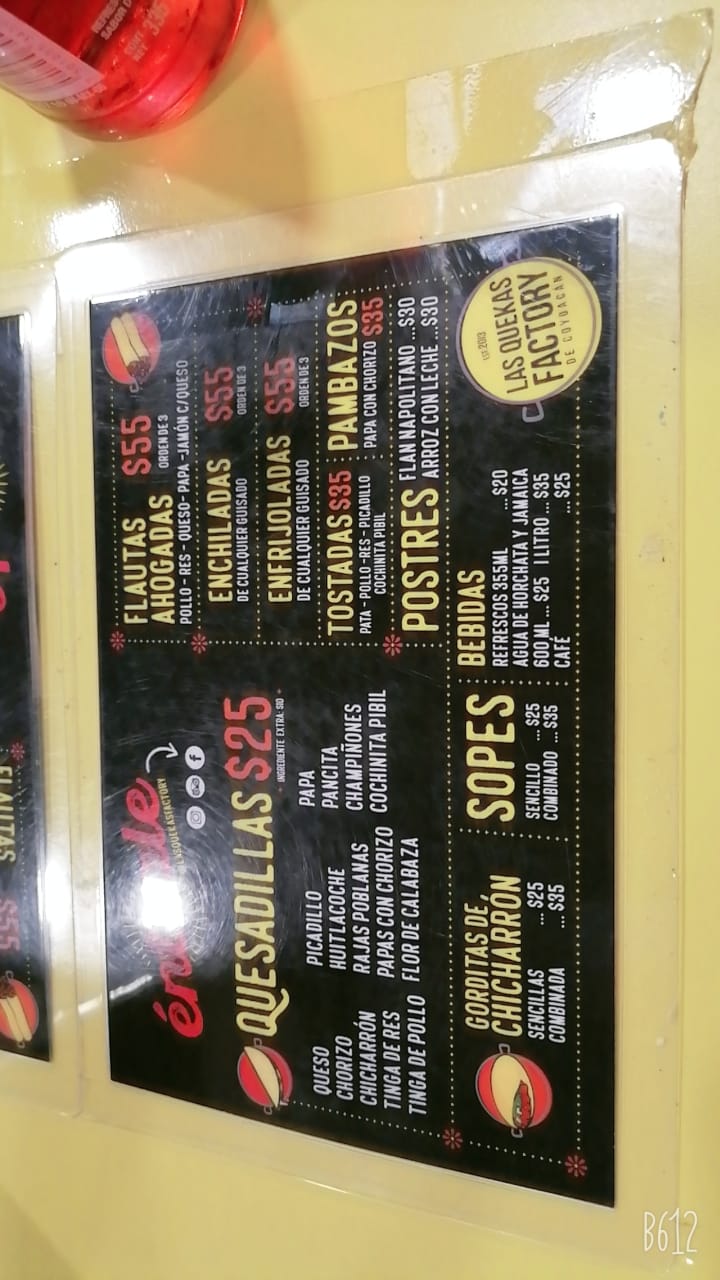 LASQUEKASFACTORY
QUESADILLAS $25
INGREDIENTE EXTRA: $10
QUESO
CHORIZO
CHICHARRÓN
TINGA DE RES
TINGA DE POLLO
PICADILLO
HUITLACOCHE
RAJAS POBLANAS
PAPAS CON CHORIZO
FLOR DE CALABAZA
PAPA
PANCITA
CHAMPIÑONES
COCHINITA PIBIL
FLAUTAS
AHOGADAS $55
ORDEN DE 3
POLLO - RES - QUESO - PAPA - JAMÓN C/QUESO
ENCHILADAS $55
DE CUALQUIER GUISADO ORDEN DE 3
ENFRIJOLADAS $55
DE CUALQUIER GUISADO ORDEN DE 3
TOSTADAS $35
PATA - POLLO - RES - PICADILLO
COCHINITA PIBIL
PAMBAZOS
PAPA CON CHORIZO $35
POSTRES
FLAN NAPOLITANO ...$30
ARROZ CON LECHE ...$30
GORDITAS DE
CHICHARRÓN
SENCILLAS ... $25
COMBINADA ... $35
SOPES
SENCILLO ... $25
COMBINADO ... $35
BEBIDAS
REFRESCOS 355ML ... $20
AGUA DE HORCHATA Y JAMAICA
600 ML ... $25 1 LITRO ... $35
CAFÉ ... $25
EST. 2013
LAS QUEKAS
FACTORY
DE COYOACAN
FLAUTAS
$55
B612